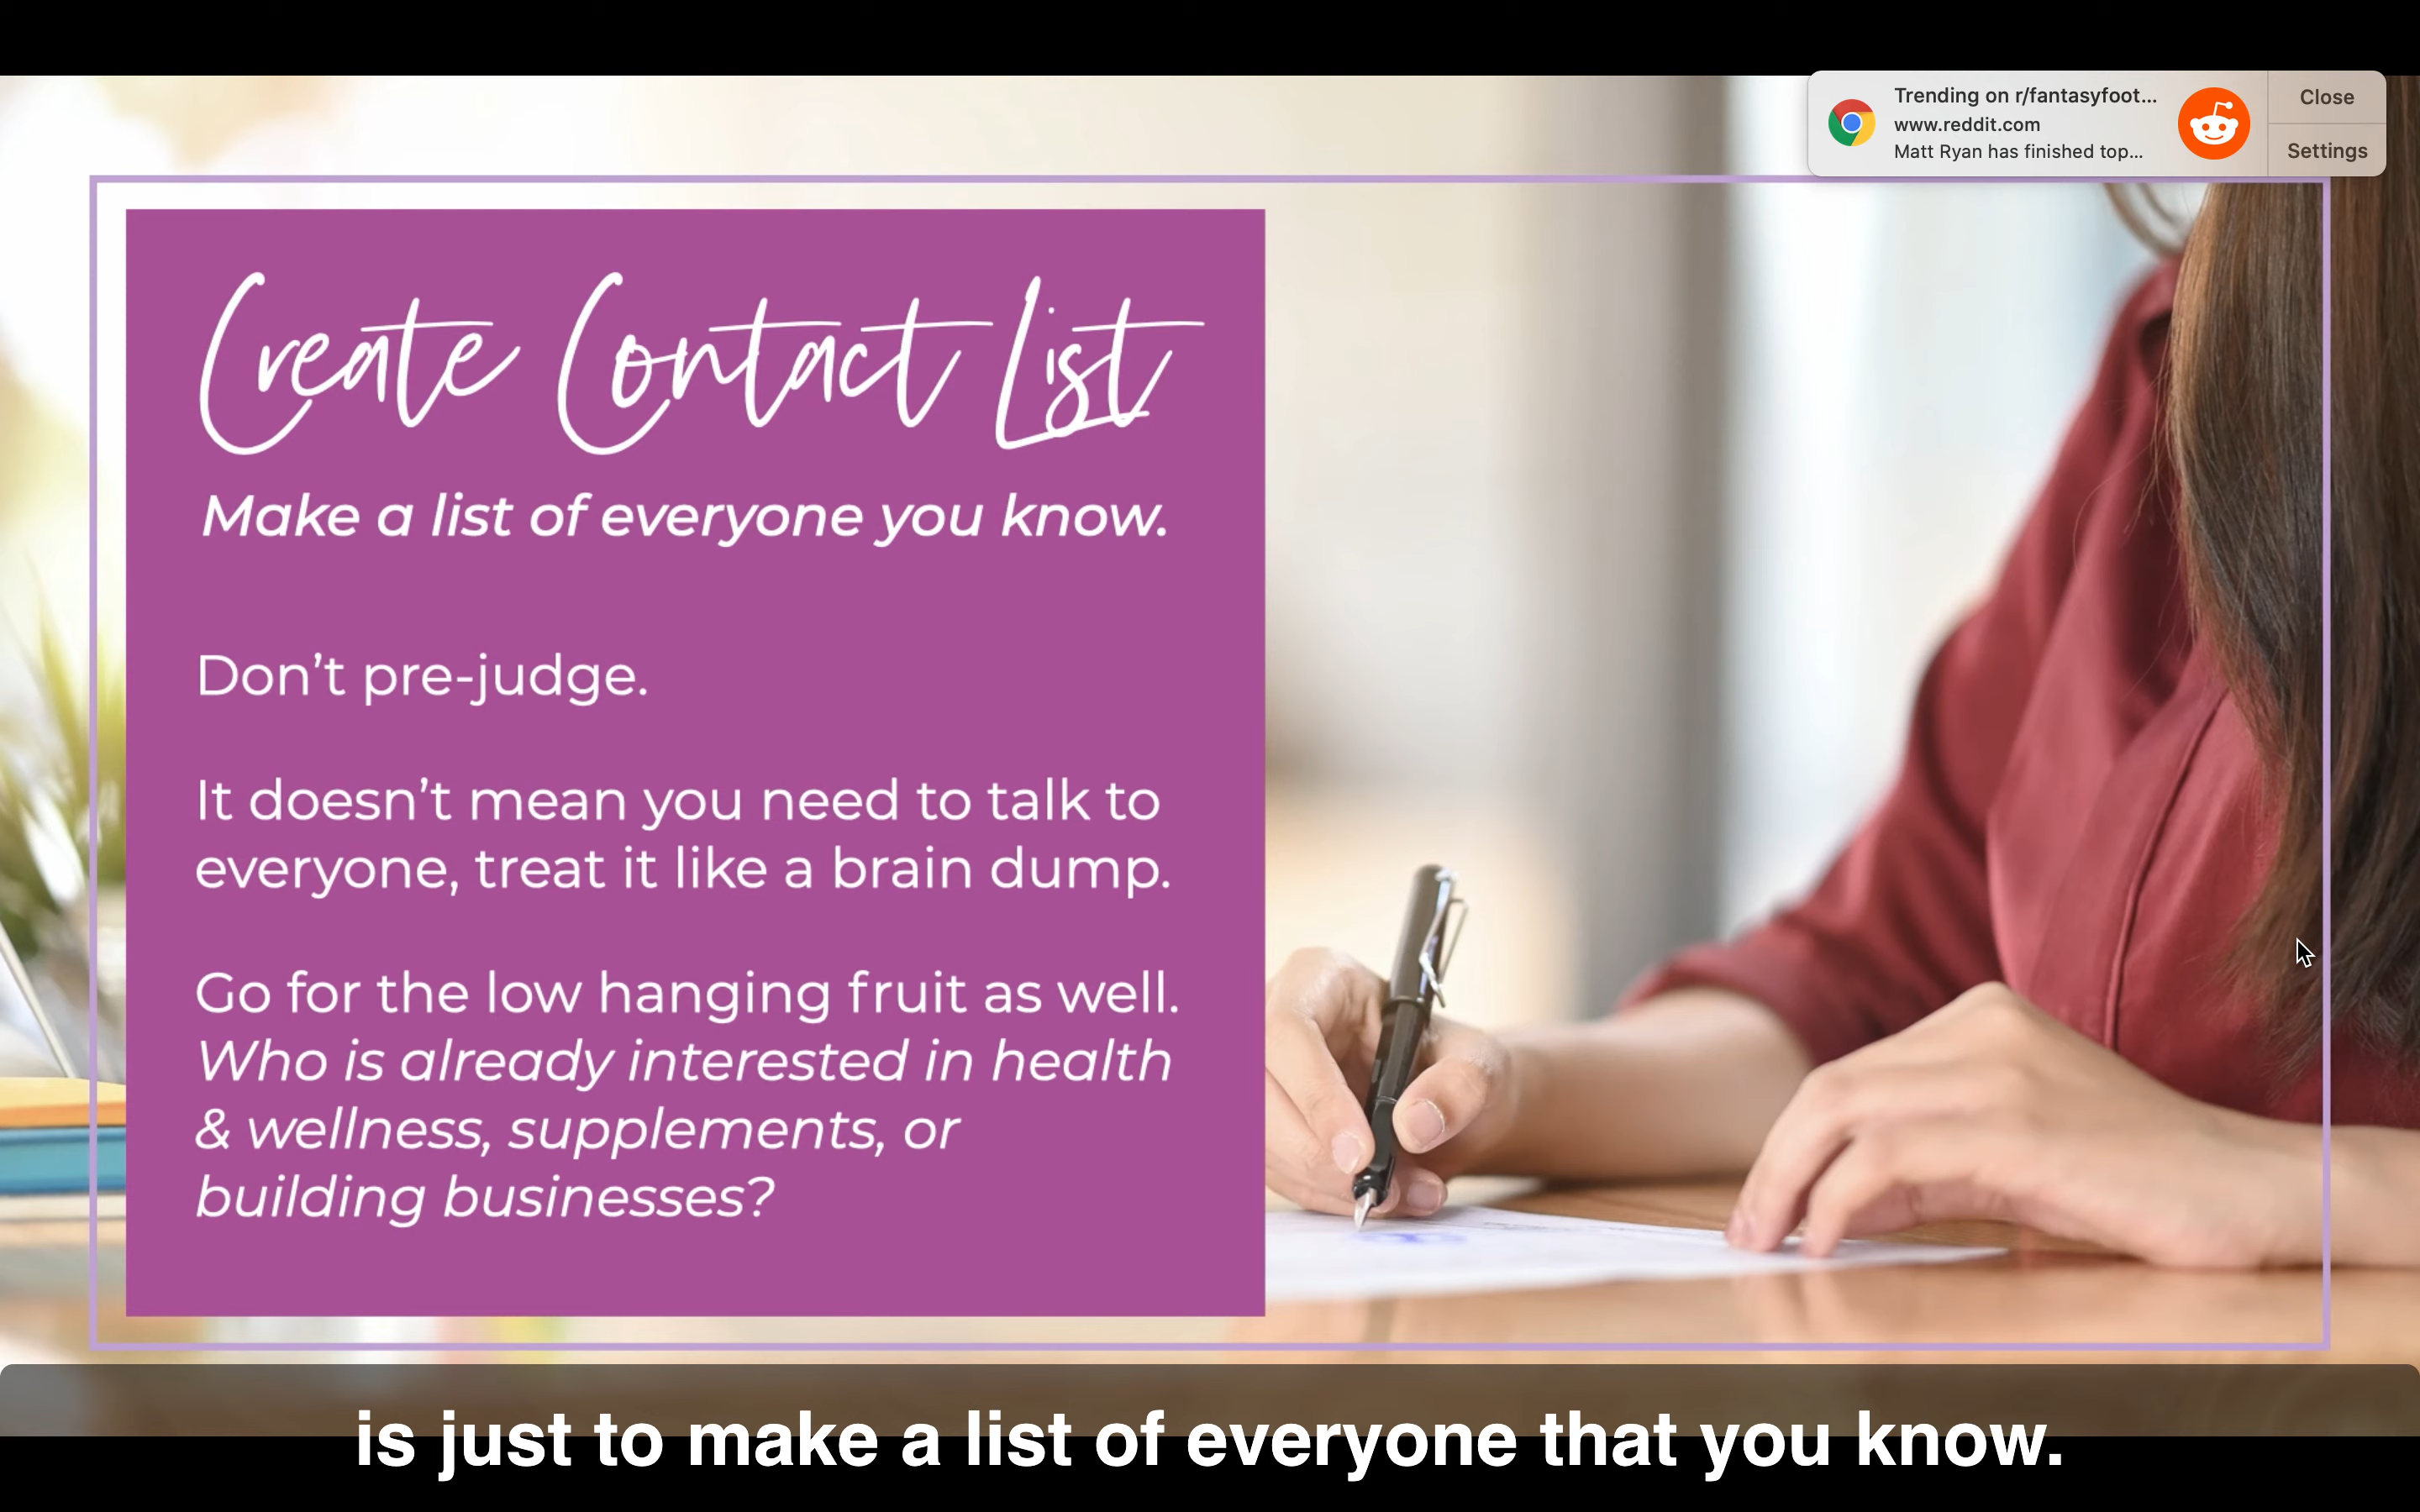 Trending on r/fantasyfoot...
www.reddit.com
Matt Ryan has finished top...
Close
Settings
Create Contact List
Make a list of everyone you know.
Don't pre-judge.
It doesn't mean you need to talk to
everyone, treat it like a brain dump.
Go for the low hanging fruit as well.
Who is already interested in health
& wellness, supplements, or
building businesses?
is just to make a list of everyone that you know.